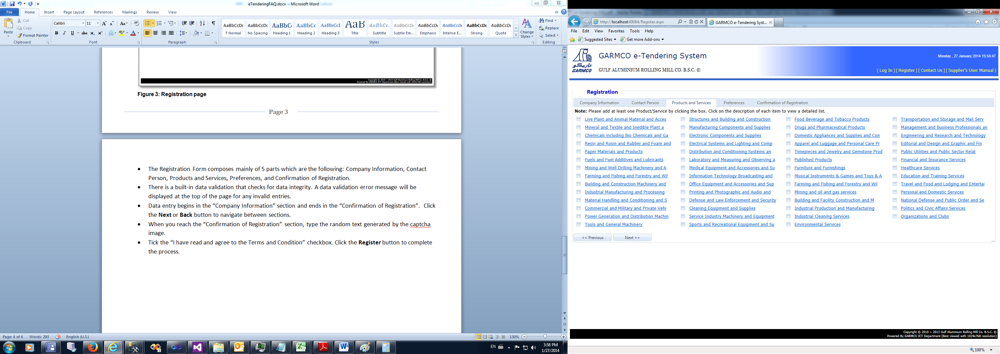 eTenderingFAQ.docx - Microsoft Word
File Home Insert Page Layout References Mailings Review View
Cut
Copy
Format Painter
Paste
Calibri 11
Clipboard Font Paragraph Styles Editing
AaBbCcDc AaBbCcDc AaBbC AaBbCc AaBbCcI AaB AaBbCc. AaBbCcDc AaBbCcDc AaBbCcDc AaBbCcDc AaBbCcDc
¶ Normal No Spacing Heading 1 Heading 2 Heading 3 Title Subtitle Subtle Em... Emphasis Intense E... Strong Quote
Change Styles
Find
Replace
Select
Copyright © 2010 ~ 2013 Gulf Aluminium Rolling Mill Co. B.S.C. ©
Powered By GARMCO ICT Department (Best viewed with 1024x768 resolution)
Figure 3: Registration page
Page 3
• The Registration Form composes mainly of 5 parts which are the following: Company Information, Contact
Person, Products and Services, Preferences, and Confirmation of Registration.
• There is a built-in data validation that checks for data integrity. A data validation error message will be
displayed at the top of the page for any invalid entries.
• Data entry begins in the “Company Information” section and ends in the “Confirmation of Registration”. Click
the Next or Back button to navigate between sections.
• When you reach the “Confirmation of Registration” section, type the random text generated by the captcha
image.
• Tick the “I have read and agree to the Terms and Condition” checkbox. Click the Register button to complete
the process.
Page: 4 of 4 Words: 293 English (U.S.) 130%
EN
3:58 PM
1/27/2014
http://localhost:49064/Register.aspx GARMCO e-Tendering Syst...
File Edit View Favorites Tools Help
Suggested Sites Get more Add-ons
جارمكو
GARMCO
GARMCO e-Tendering System
GULF ALUMINIUM ROLLING MILL CO. B.S.C. ©
Monday , 27 January 2014 15:58:47
[ Log In ] [ Register ] [ Contact Us ] [ Supplier's User Manual ]
Registration
Company Information Contact Person Products and Services Preferences Confirmation of Registration
Note: Please add at least one Product/Service by clicking the box. Click on the description of each item to view a detailed list.
Live Plant and Animal Material and Acces Structures and Building and Construction Food Beverage and Tobacco Products Transportation and Storage and Mail Serv
Mineral and Textile and Inedible Plant a Manufacturing Components and Supplies Drugs and Pharmaceutical Products Management and Business Professionals an
Chemicals including Bio Chemicals and Ga Electronic Components and Supplies Domestic Appliances and Supplies and Con Engineering and Research and Technology
Resin and Rosin and Rubber and Foam and Electrical Systems and Lighting and Comp Apparel and Luggage and Personal Care Pr Editorial and Design and Graphic and Fin
Paper Materials and Products Distribution and Conditioning Systems an Timepieces and Jewelry and Gemstone Prod Public Utilities and Public Sector Relat
Fuels and Fuel Additives and Lubricants Laboratory and Measuring and Observing a Published Products Financial and Insurance Services
Mining and Well Drilling Machinery and A Medical Equipment and Accessories and Su Furniture and Furnishings Healthcare Services
Farming and Fishing and Forestry and Wil Information Technology Broadcasting and Musical Instruments & Games and Toys & A Education and Training Services
Building and Construction Machinery and Office Equipment and Accessories and Sup Farming and Fishing and Forestry and Wil Travel and Food and Lodging and Entertai
Industrial Manufacturing and Processing Printing and Photographic and Audio and Mining and oil and gas services Personal and Domestic Services
Material Handling and Conditioning and S Defense and Law Enforcement and Security Building and Facility Construction and M National Defense and Public Order and Se
Commercial and Military and Private Vehi Cleaning Equipment and Supplies Industrial Production and Manufacturing Politics and Civic Affairs Services
Power Generation and Distribution Machin Service Industry Machinery and Equipment Industrial Cleaning Services Organizations and Clubs
Tools and General Machinery Sports and Recreational Equipment and Su Environmental Services
<< Previous Next >>
Copyright © 2010 ~ 2013 Gulf Aluminium Rolling Mill Co. B.S.C. ©
Powered By GARMCO ICT Department (Best viewed with 1024x768 resolution)
100%